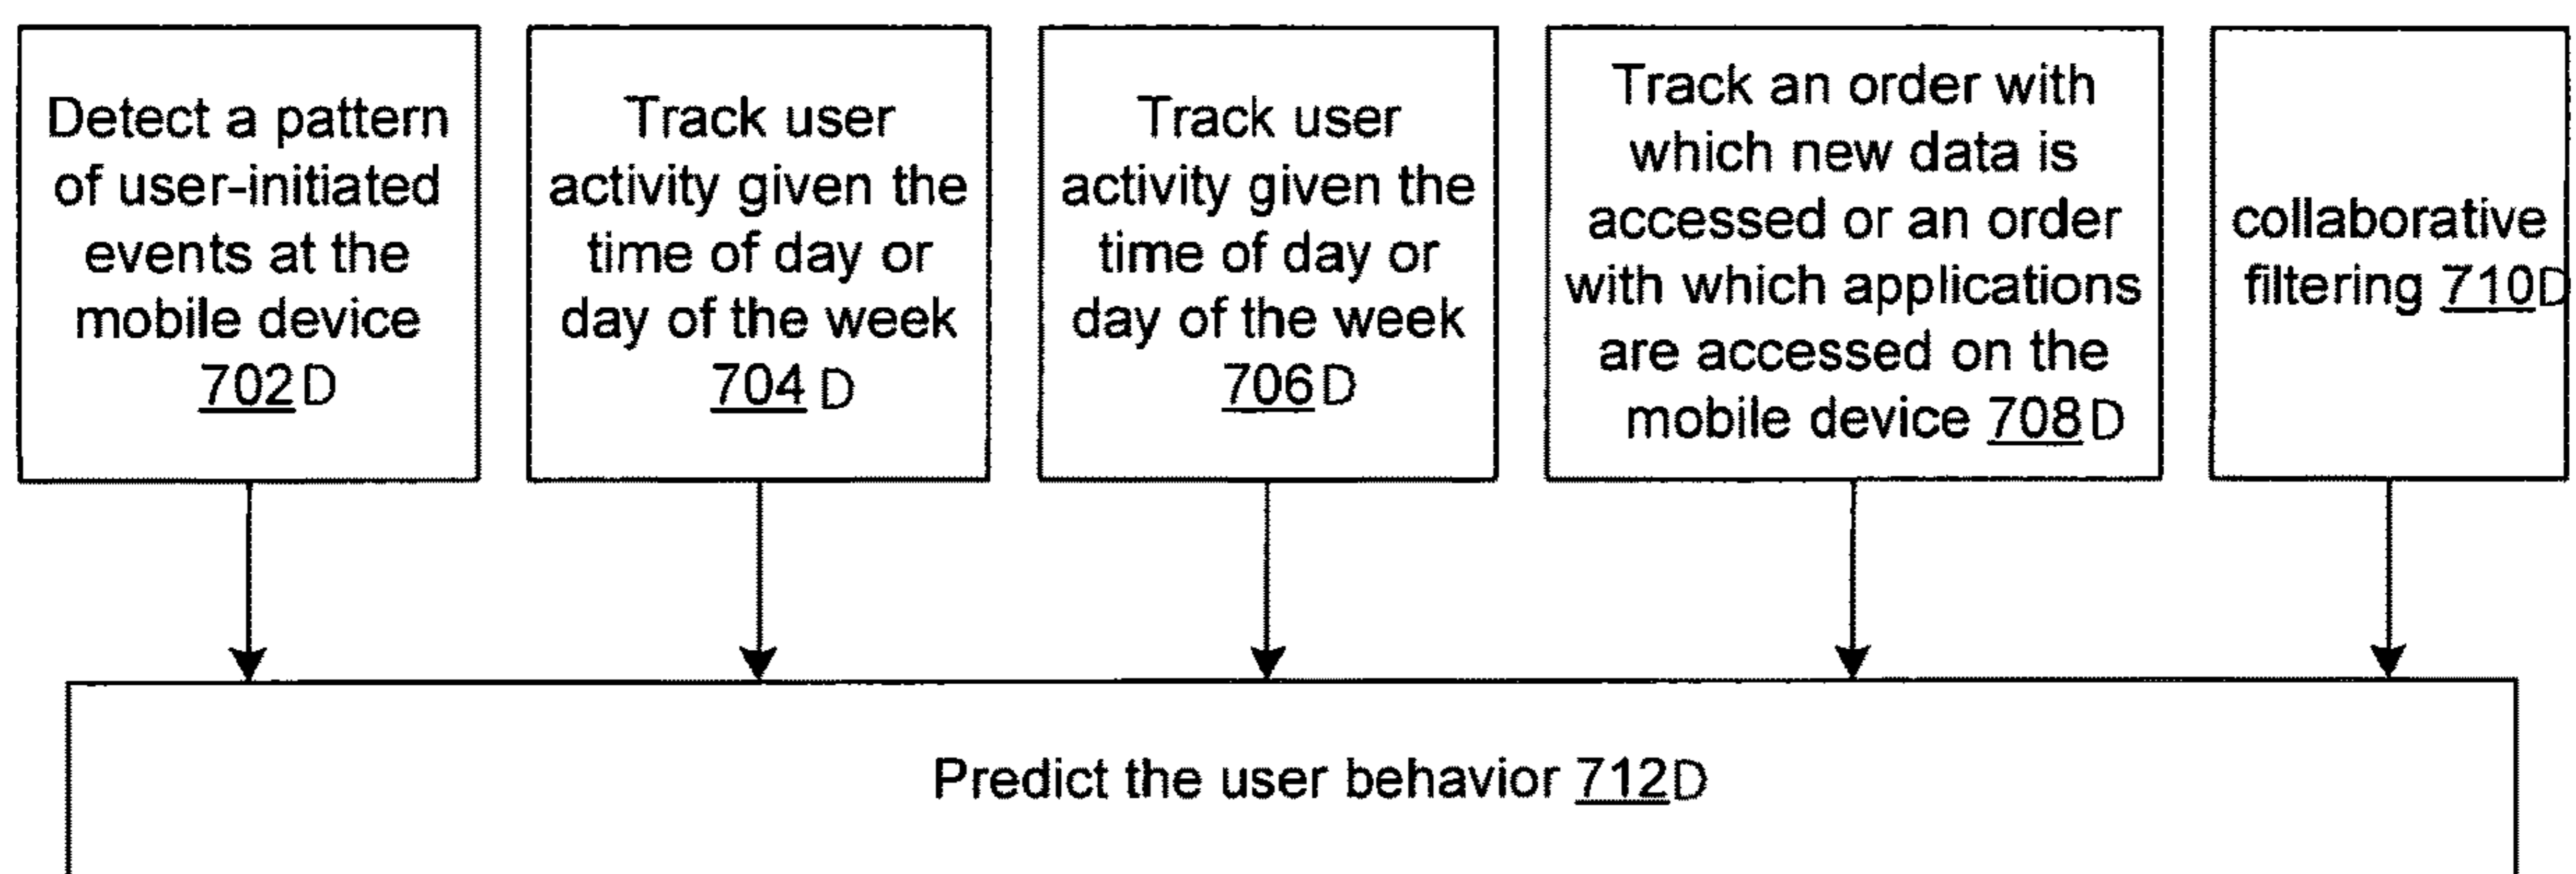 Detect a pattern
of user-initiated
events at the
mobile device
702D
Track user
activity given the
time of day or
day of the week
704 D
Track user
activity given the
time of day or
day of the week
706D
Track an order with
which new data is
accessed or an order
with which applications
are accessed on the
mobile device 708D
collaborative
filtering 710D
Predict the user behavior 712D